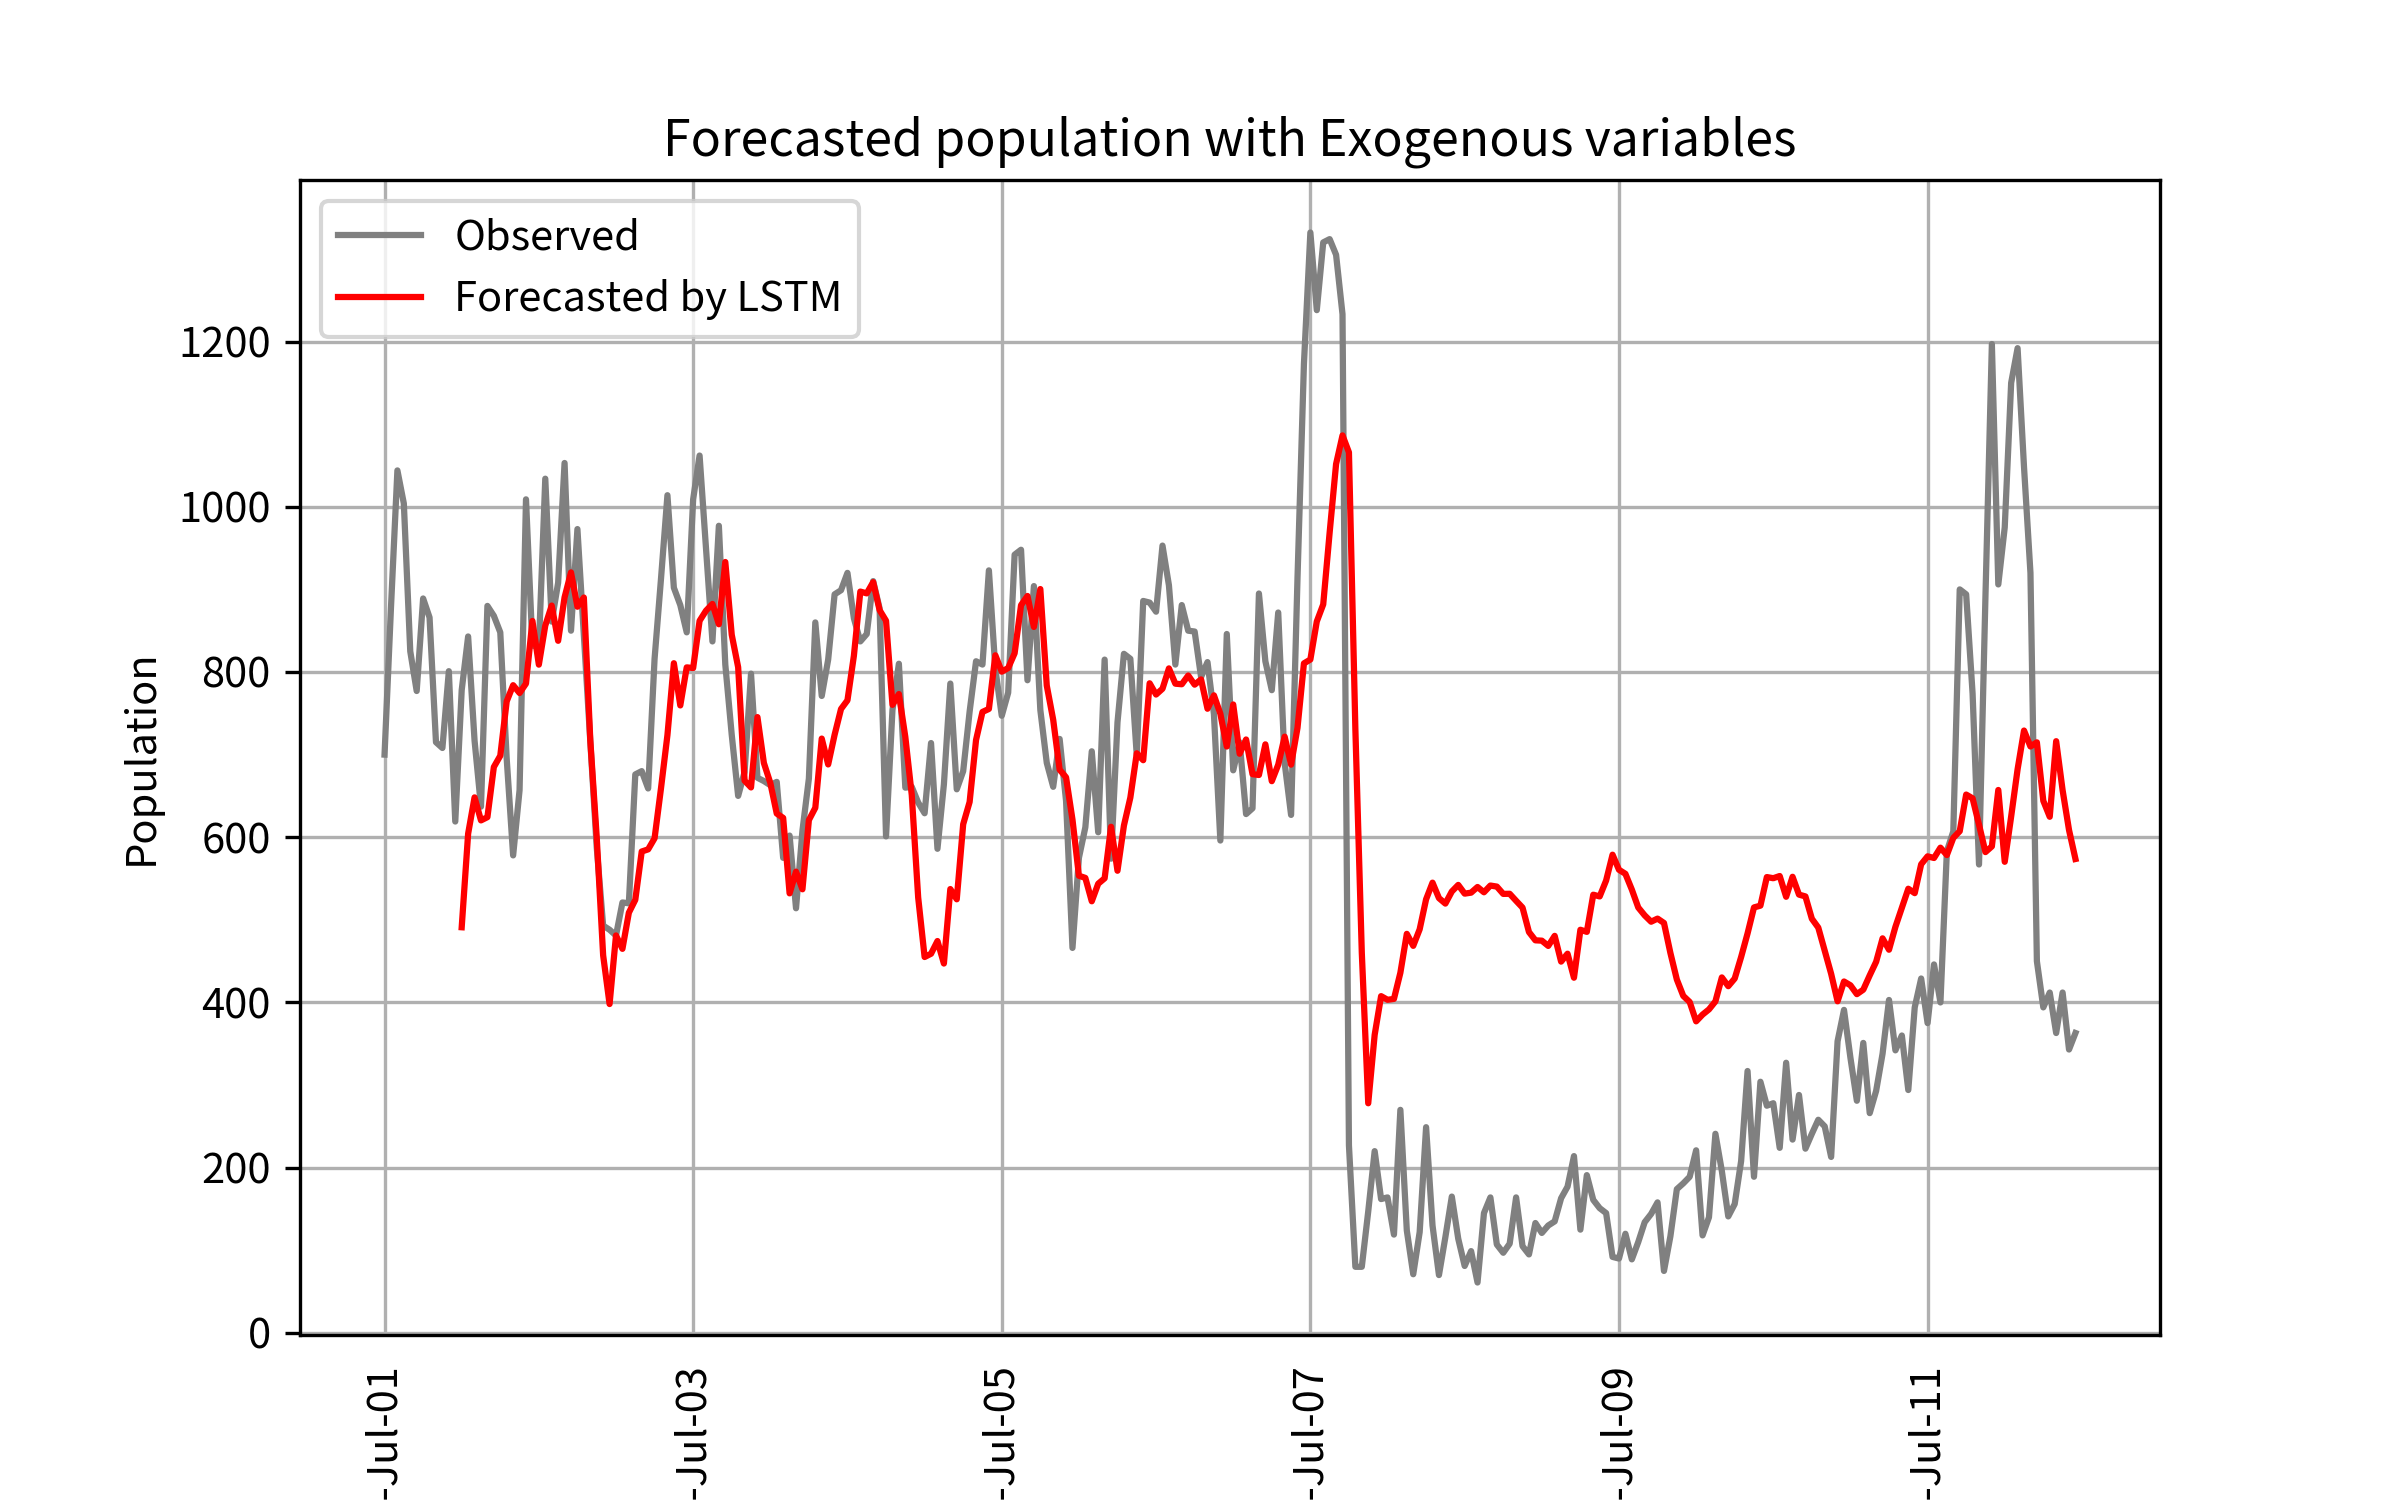 Forecasted population with Exogenous variables
Observed
Forecasted by LSTM
Population
1200
1000
800
600
400
200
0
-Jul-01
-Jul-03
-Jul-05
-Jul-07
-Jul-09
-Jul-11